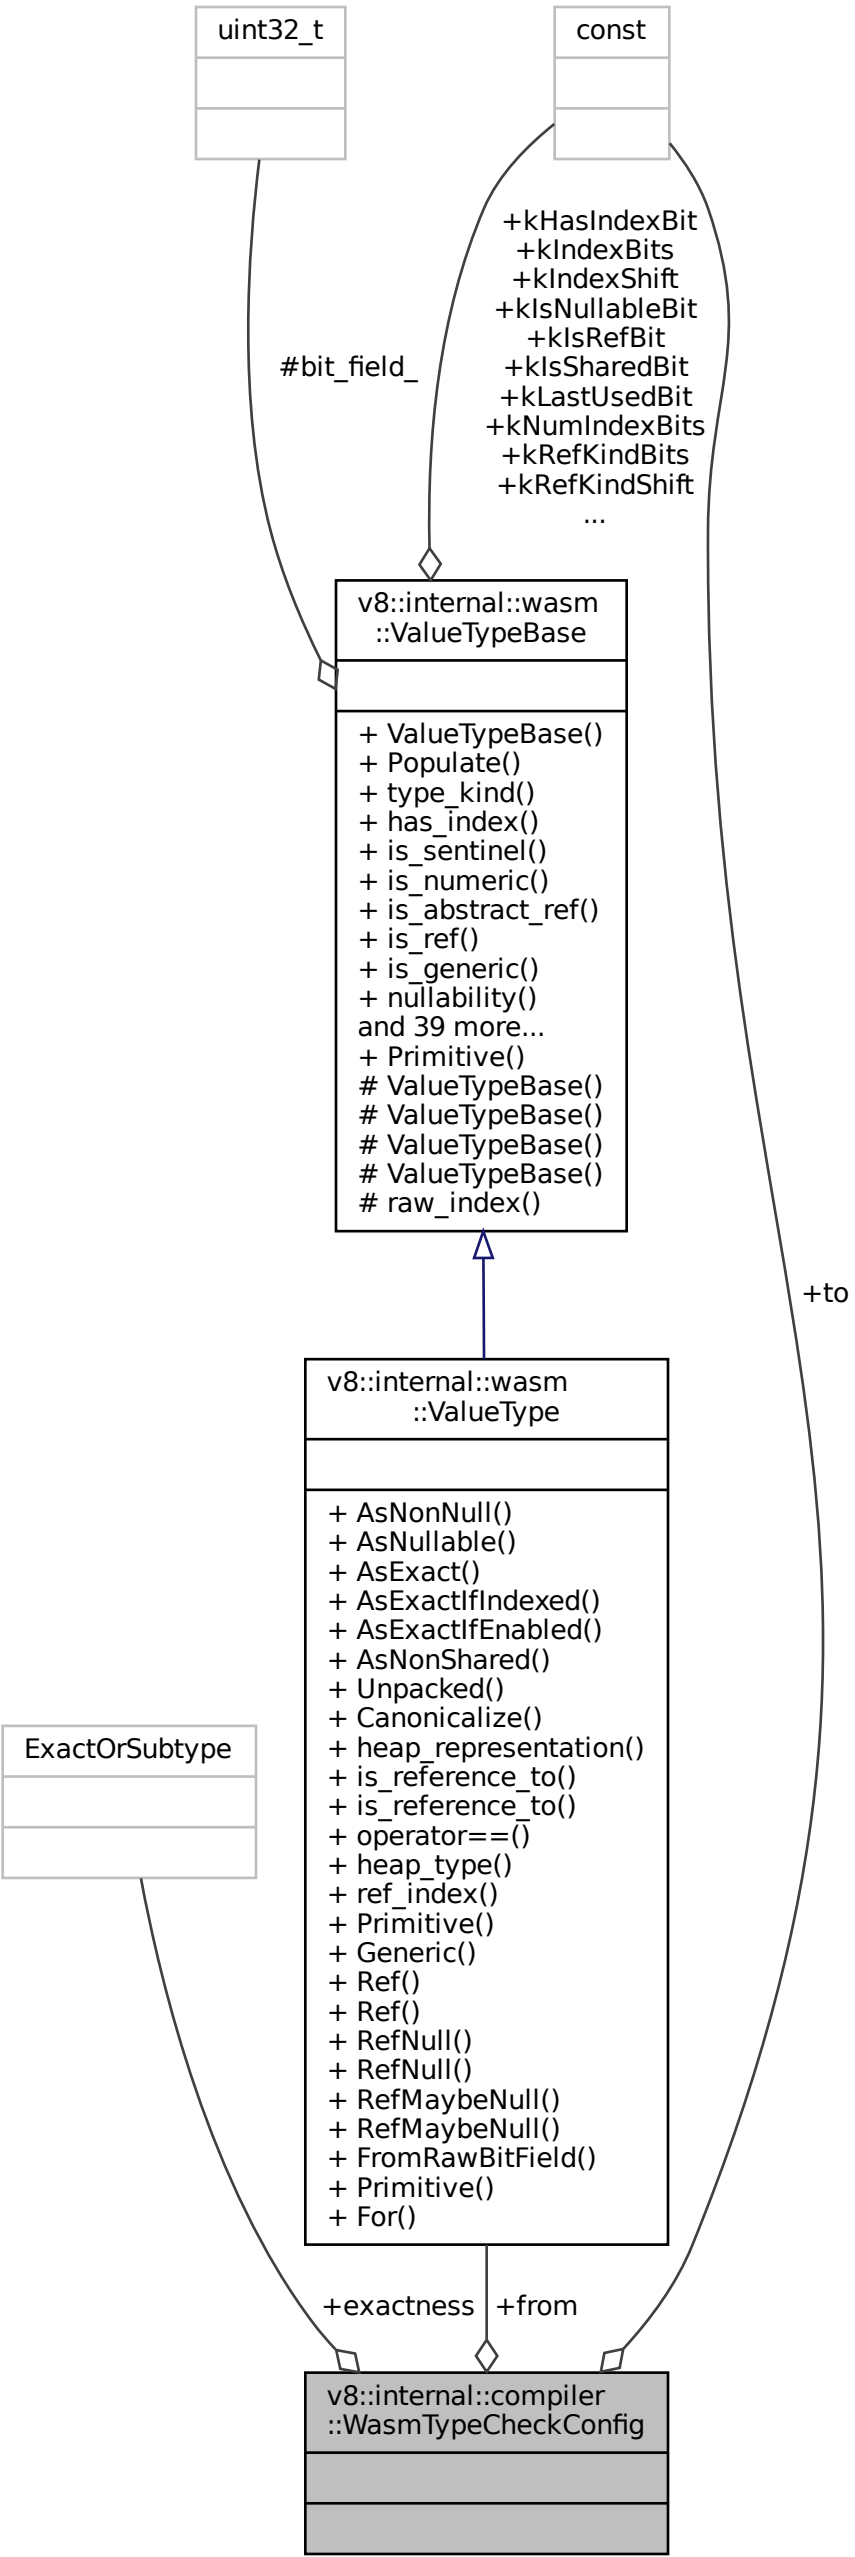 uint32_t
const
+kHasIndexBit
+kIndexBits
+kIndexShift
+kIsNullableBit
+kIsRefBit
+kIsSharedBit
+kLastUsedBit
+kNumIndexBits
+kRefKindBits
+kRefKindShift
...
#bit_field_
v8::internal::wasm
::ValueTypeBase
+ ValueTypeBase()
+ Populate()
+ type_kind()
+ has_index()
+ is_sentinel()
+ is_numeric()
+ is_abstract_ref()
+ is_ref()
+ is_generic()
+ nullability()
and 39 more...
+ Primitive()
# ValueTypeBase()
# ValueTypeBase()
# ValueTypeBase()
# ValueTypeBase()
# raw_index()
+to
v8::internal::wasm
::ValueType
+ AsNonNull()
+ AsNullable()
+ AsExact()
+ AsExactIfIndexed()
+ AsExactIfEnabled()
+ AsNonShared()
+ Unpacked()
+ Canonicalize()
+ heap_representation()
+ is_reference_to()
+ is_reference_to()
+ operator==()
+ heap_type()
+ ref_index()
+ Primitive()
+ Generic()
+ Ref()
+ Ref()
+ RefNull()
+ RefNull()
+ RefMaybeNull()
+ RefMaybeNull()
+ FromRawBitField()
+ Primitive()
+ For()
ExactOrSubtype
+exactness
+from
v8::internal::compiler
::WasmTypeCheckConfig